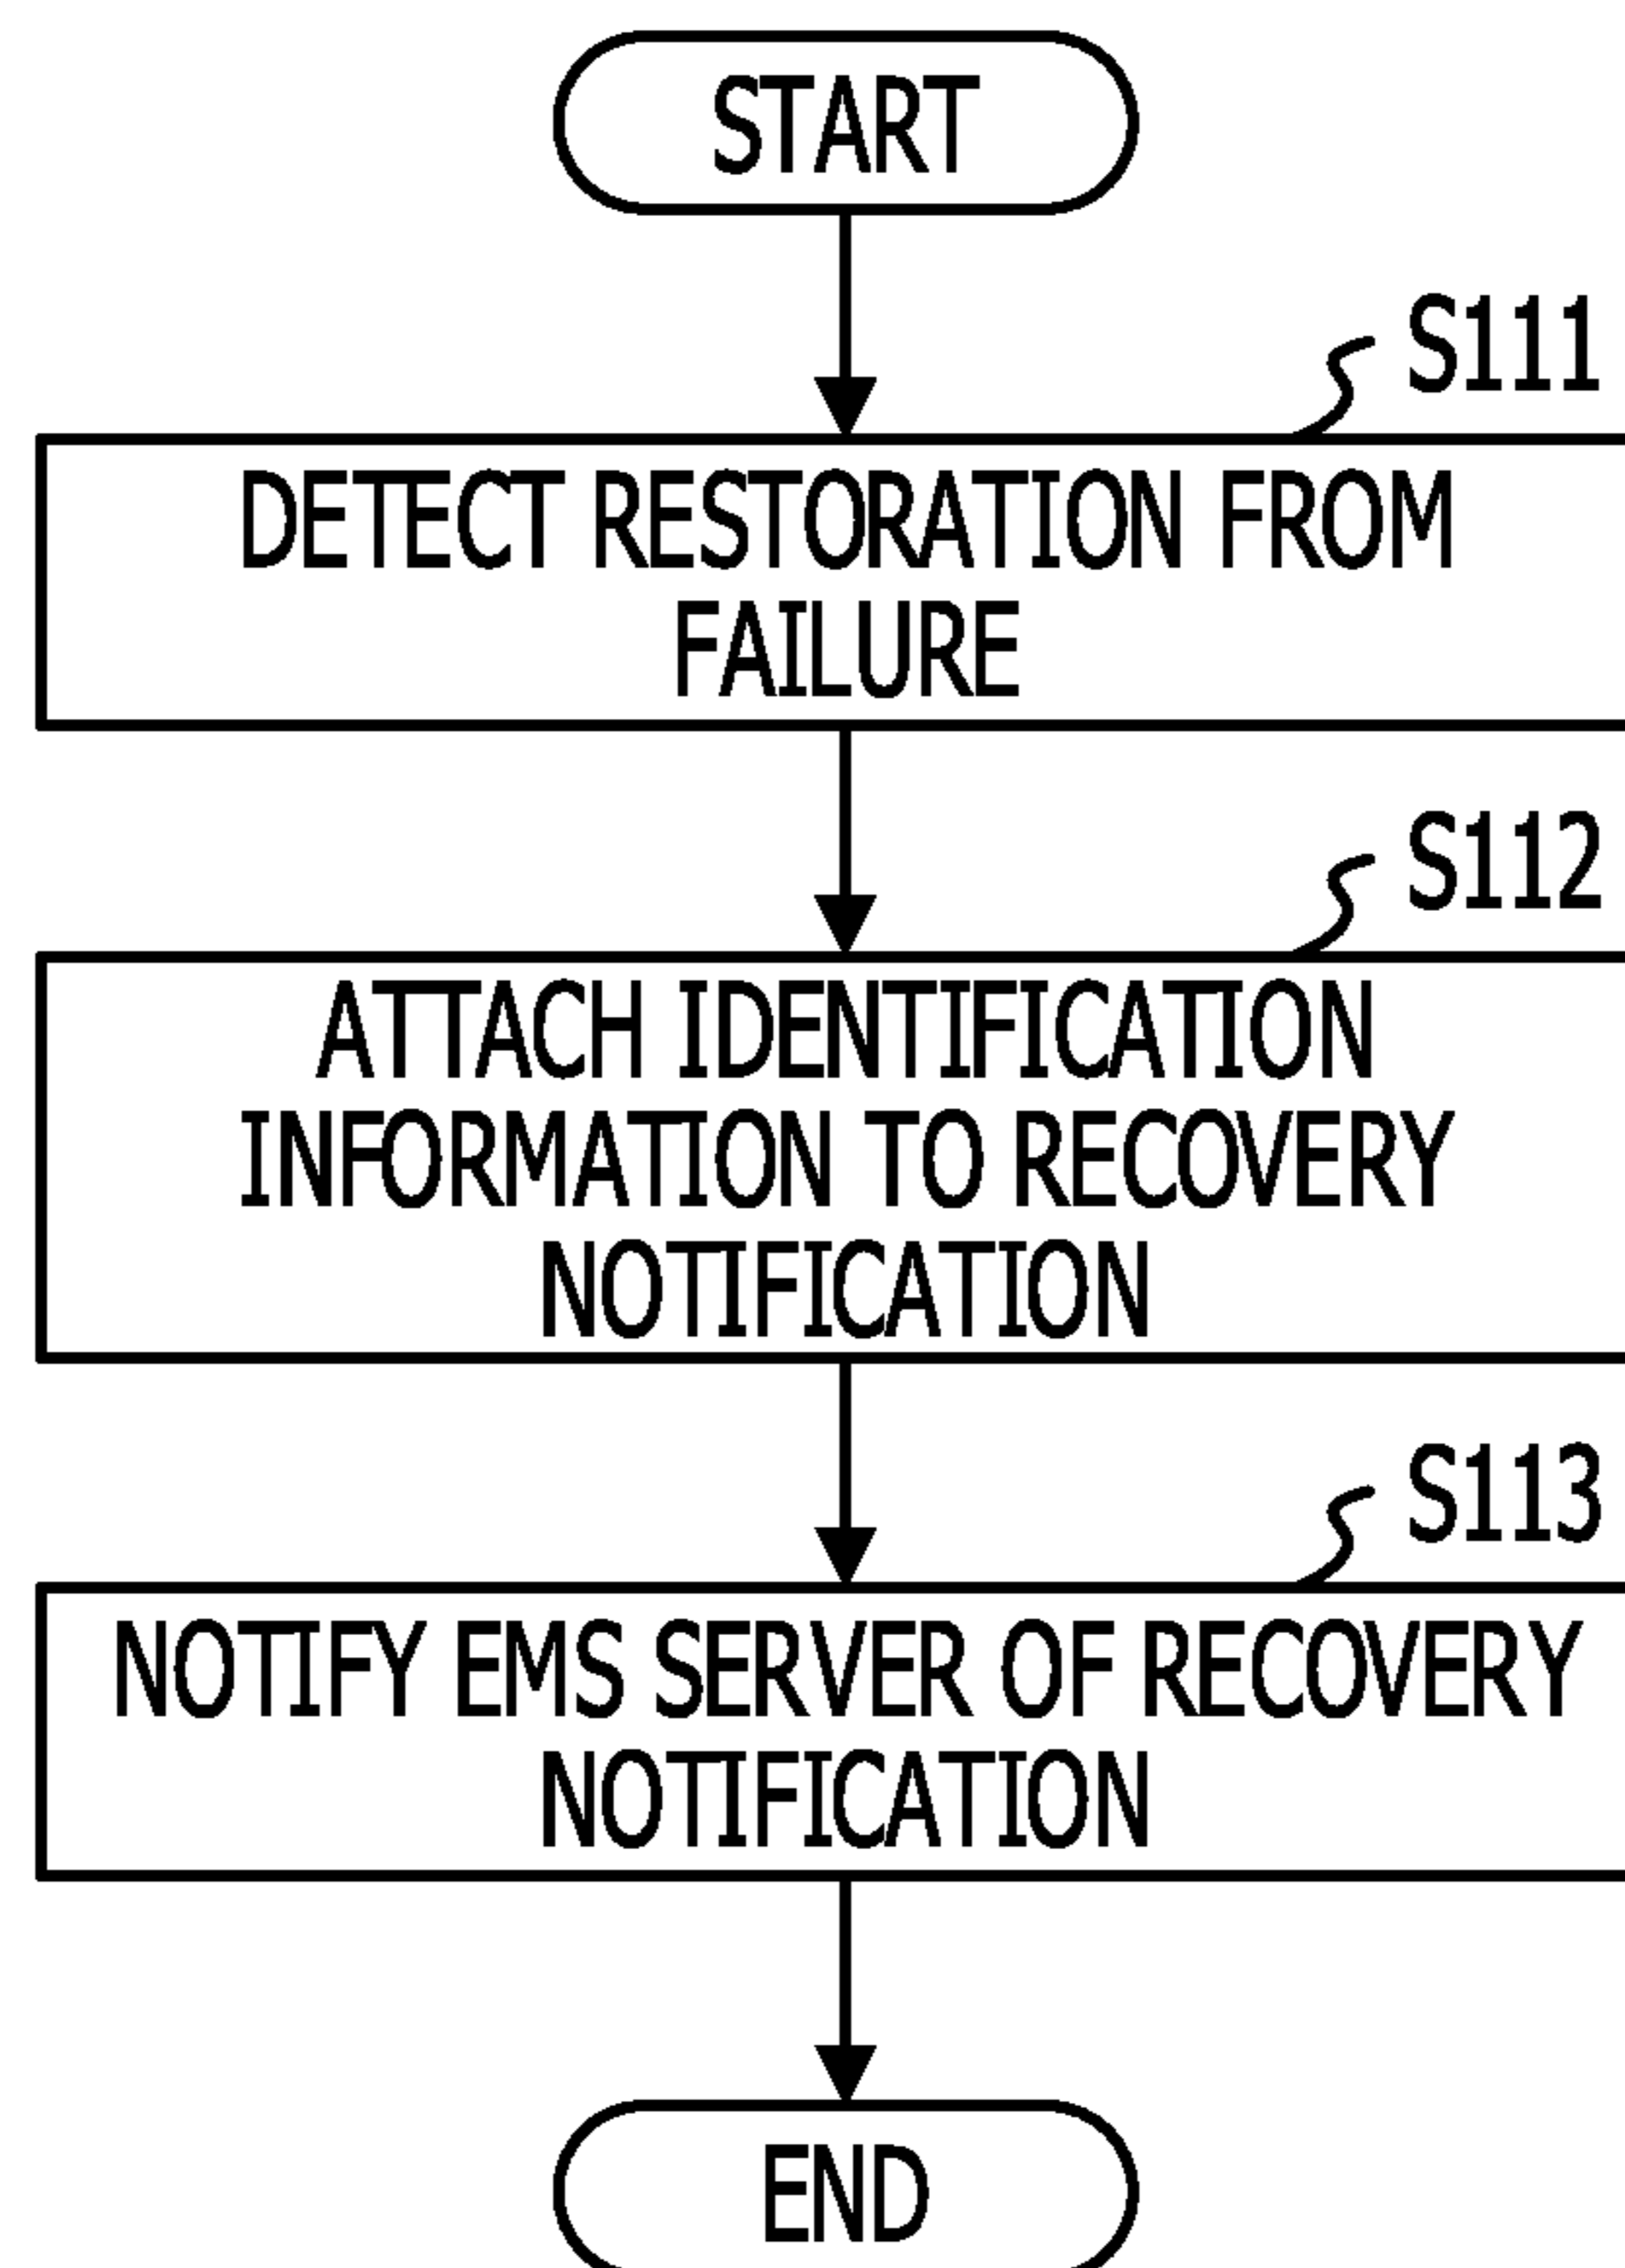 START
S111
DETECT RESTORATION FROM
FAILURE
S112
ATTACH IDENTIFICATION
INFORMATION TO RECOVERY
NOTIFICATION
S113
NOTIFY EMS SERVER OF RECOVERY
NOTIFICATION
END